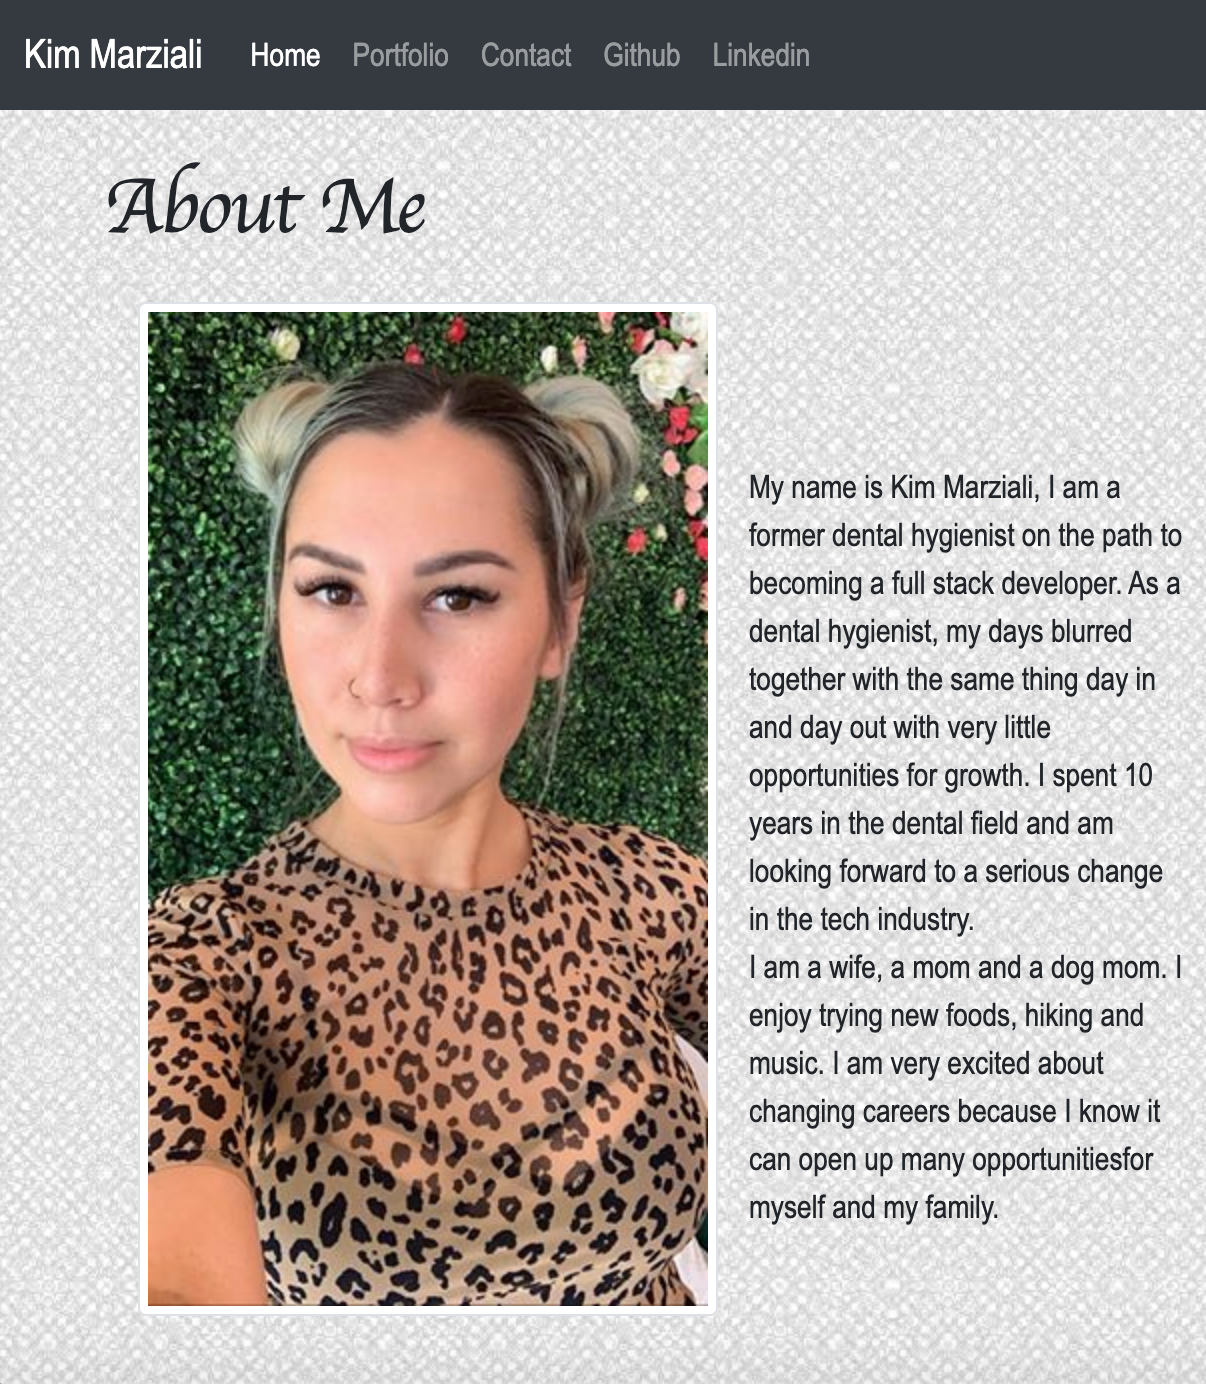 Kim Marziali Home Portfolio Contact Github Linkedin
About Me
My name is Kim Marziali, I am a
former dental hygienist on the path to
becoming a full stack developer. As a
dental hygienist, my days blurred
together with the same thing day in
and day out with very little
opportunities for growth. I spent 10
years in the dental field and am
looking forward to a serious change
in the tech industry.
I am a wife, a mom and a dog mom. I
enjoy trying new foods, hiking and
music. I am very excited about
changing careers because I know it
can open up many opportunitiesfor
myself and my family.